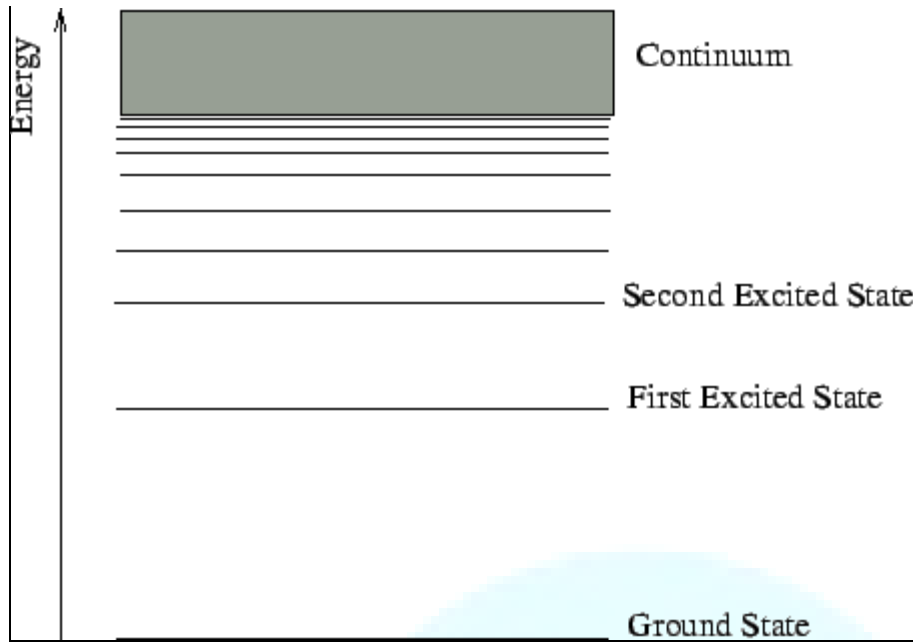 Energy
Continuum
Second Excited State
First Excited State
Ground State